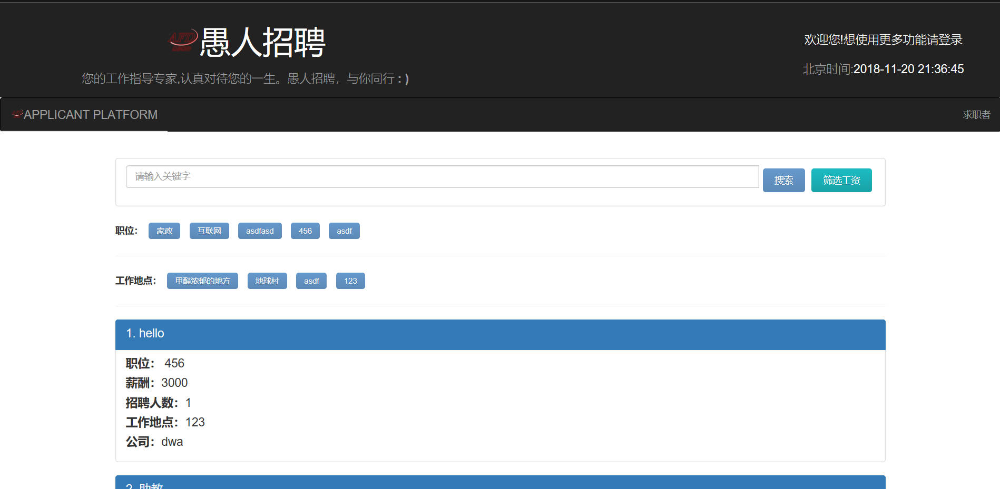 愚人招聘
您的工作指导专家,认真对待您的一生。愚人招聘，与你同行 : )
欢迎您!想使用更多功能请登录
北京时间:2018-11-20 21:36:45
APPLICANT PLATFORM
求职者
请输入关键字
搜索
筛选工资
职位： 家政 互联网 asdfasd 456 asdf
工作地点： 甲醛浓郁的地方 地球村 asdf 123
1. hello
职位： 456
薪酬：3000
招聘人数：1
工作地点：123
公司：dwa
2. 助教